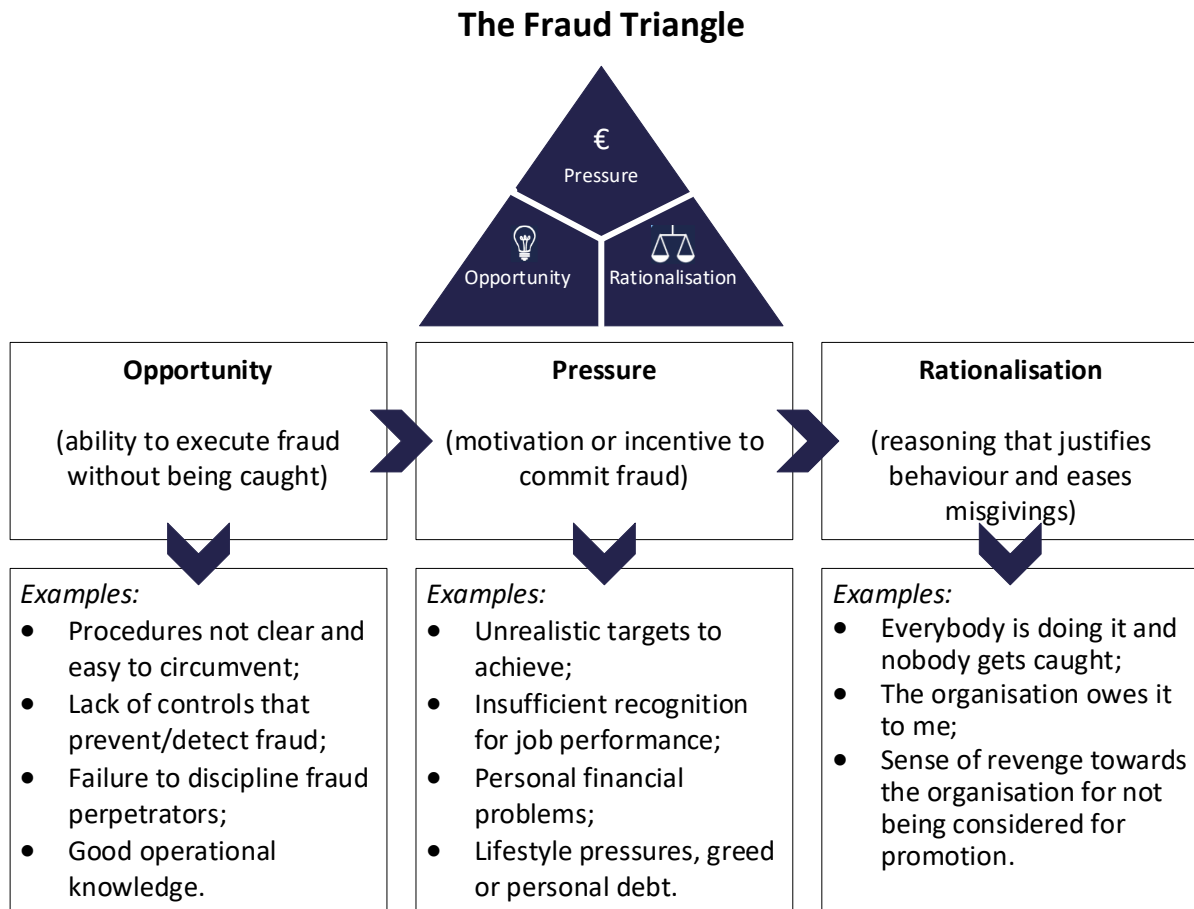 The Fraud Triangle
€
Pressure
Opportunity
Rationalisation
Opportunity
(ability to execute fraud
without being caught)
Pressure
(motivation or incentive to
commit fraud)
Rationalisation
(reasoning that justifies
behaviour and eases
misgivings)
Examples:
• Procedures not clear and
easy to circumvent;
• Lack of controls that
prevent/detect fraud;
• Failure to discipline fraud
perpetrators;
• Good operational
knowledge.
Examples:
• Unrealistic targets to
achieve;
• Insufficient recognition
for job performance;
• Personal financial
problems;
• Lifestyle pressures, greed
or personal debt.
Examples:
• Everybody is doing it and
nobody gets caught;
• The organisation owes it
to me;
• Sense of revenge towards
the organisation for not
being considered for
promotion.